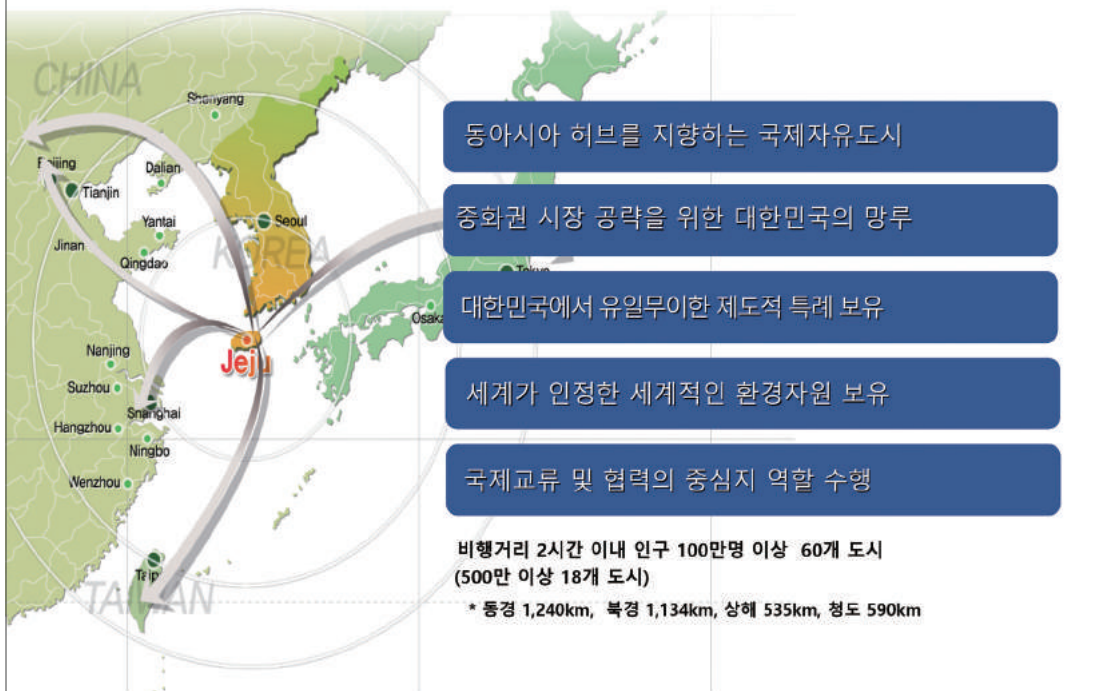 CHINA
Shenyang
Beijing
Dalian
Tianjin
Yantai
Seoul
Jinan
KOREA
Qingdao
Tokyo
Osaka
Jeju
Nanjing
Suzhou
Shanghai
Hangzhou
Ningbo
Wenzhou
Taip
TAIWAN
동아시아 허브를 지향하는 국제자유도시
중화권 시장 공략을 위한 대한민국의 망루
대한민국에서 유일무이한 제도적 특례 보유
세계가 인정한 세계적인 환경자원 보유
국제교류 및 협력의 중심지 역할 수행
비행거리 2시간 이내 인구 100만명 이상 60개 도시
(500만 이상 18개 도시)
* 동경 1,240km, 북경 1,134km, 상해 535km, 청도 590km